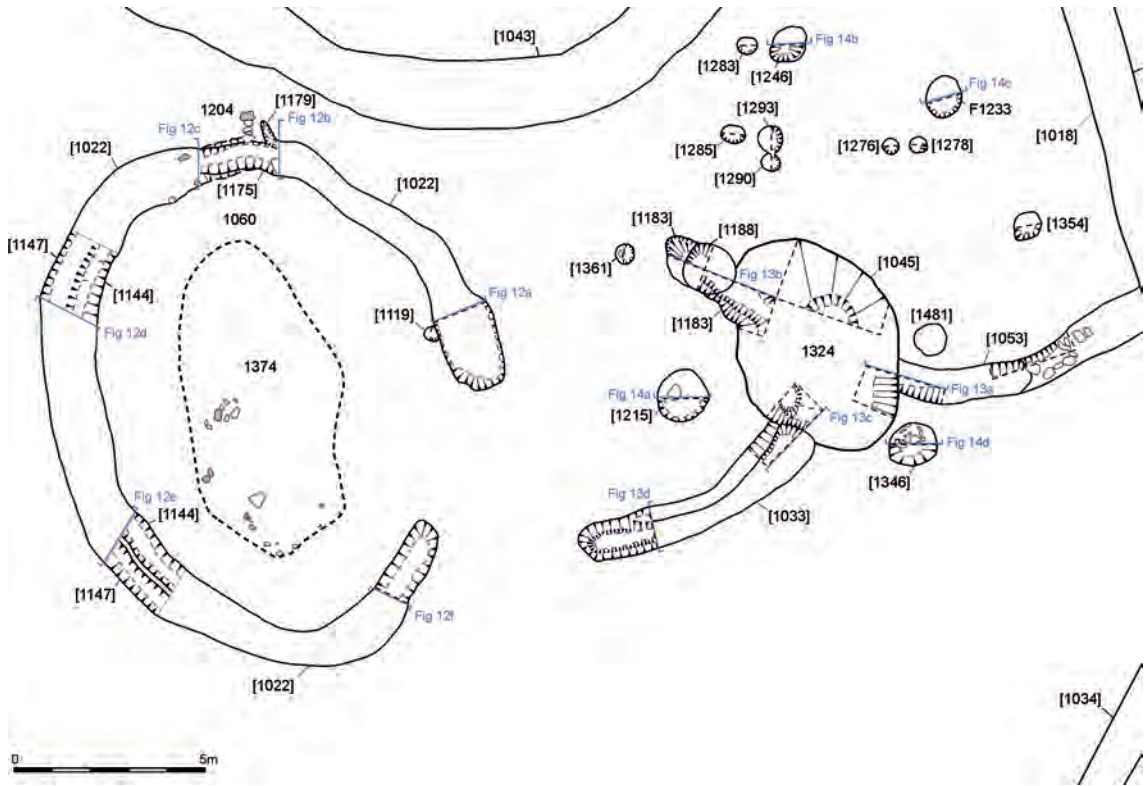 [1043]
[1283]
Fig 14b
[1246]
1204
[1179]
Fig 12c
Fig 12b
[1022]
[1293]
[1285]
[1290]
Fig 14c
F1233
[1276]
[1278]
[1018]
[1175]
[1022]
1060
[1183]
[1188]
[1354]
[1147]
[1361]
Fig 13b
[1045]
[1144]
Fig 12a
[1119]
Fig 12d
[1183]
[1481]
1324
[1053]
1374
Fig 14a
[1215]
Fig 13a
Fig 13c
Fig 14d
[1346]
Fig 12e
[1144]
Fig 13d
[1033]
[1147]
Fig 12f
[1022]
[1034]
0
5m